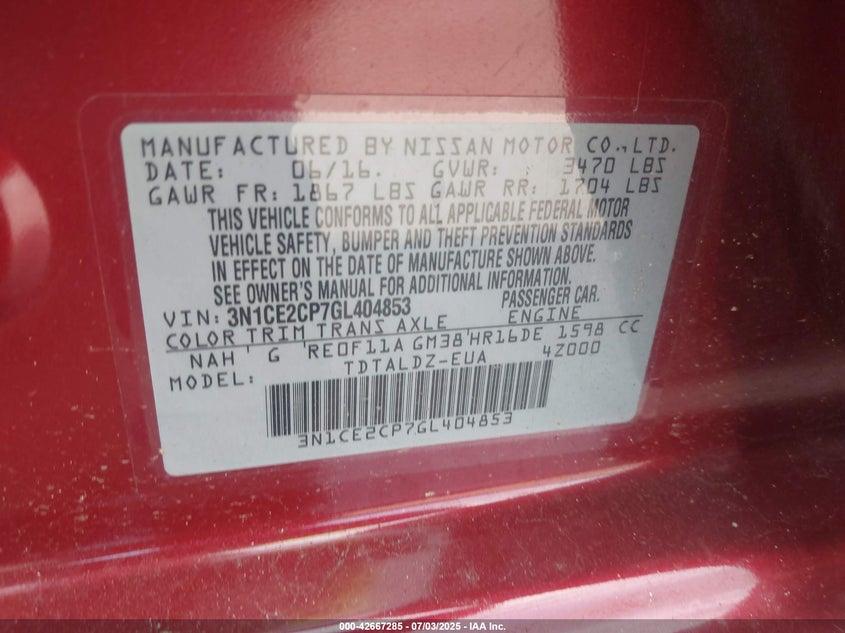 MANUFACTURED BY NISSAN MOTOR CO.,LTD.
DATE: 06/16. GVWR: 3470 LBS
GAWR FR: 1867 LBS GAWR RR: 1704 LBS
THIS VEHICLE CONFORMS TO ALL APPLICABLE FEDERAL MOTOR
VEHICLE SAFETY, BUMPER AND THEFT PREVENTION STANDARDS
IN EFFECT ON THE DATE OF MANUFACTURE SHOWN ABOVE.
SEE OWNER'S MANUAL FOR ADDITIONAL INFORMATION.
VIN: 3N1CE2CP7GL404853 PASSENGER CAR.
COLOR TRIM TRANS AXLE ENGINE
NAH G RE0F11A GM38 HR16DE 1598 CC
MODEL: TDTALDZ-EUA 4Z000
3N1CE2CP7GL404853
000-42667285 - 07/03/2025 - IAA Inc.